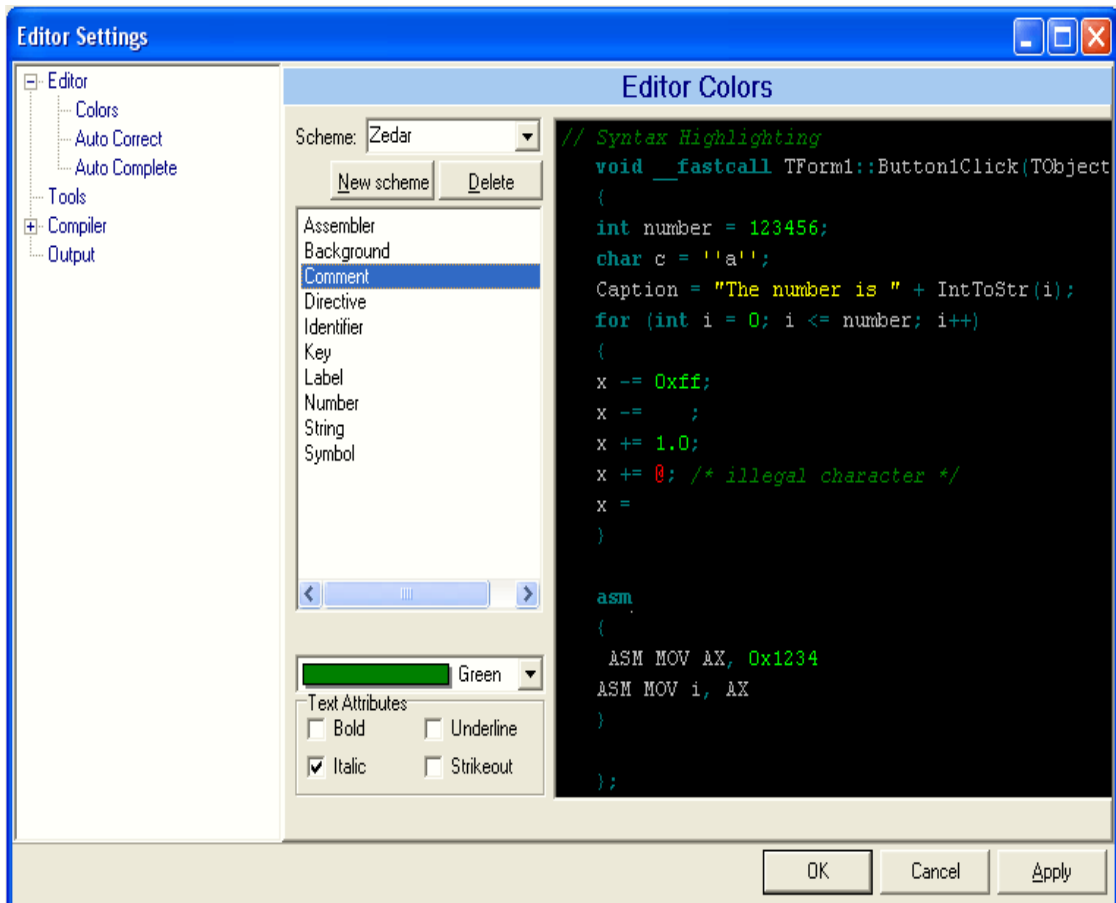 Editor Settings
Editor
Colors
Auto Correct
Auto Complete
Tools
Compiler
Output
Editor Colors
Scheme: Zedar
New scheme Delete
Assembler
Background
Comment
Directive
Identifier
Key
Label
Number
String
Symbol
Green
Text Attributes
Bold Underline
Italic Strikeout
// Syntax Highlighting
void __fastcall TForm1::Button1Click(TObject
{
int number = 123456;
char c = ''a'';
Caption = "The number is " + IntToStr(i);
for (int i = 0; i <= number; i++)
{
x -= 0xff;
x -= ;
x += 1.0;
x += @; /* illegal character */
x =
}
asm
{
ASM MOV AX, 0x1234
ASM MOV i, AX
}
};
OK Cancel Apply